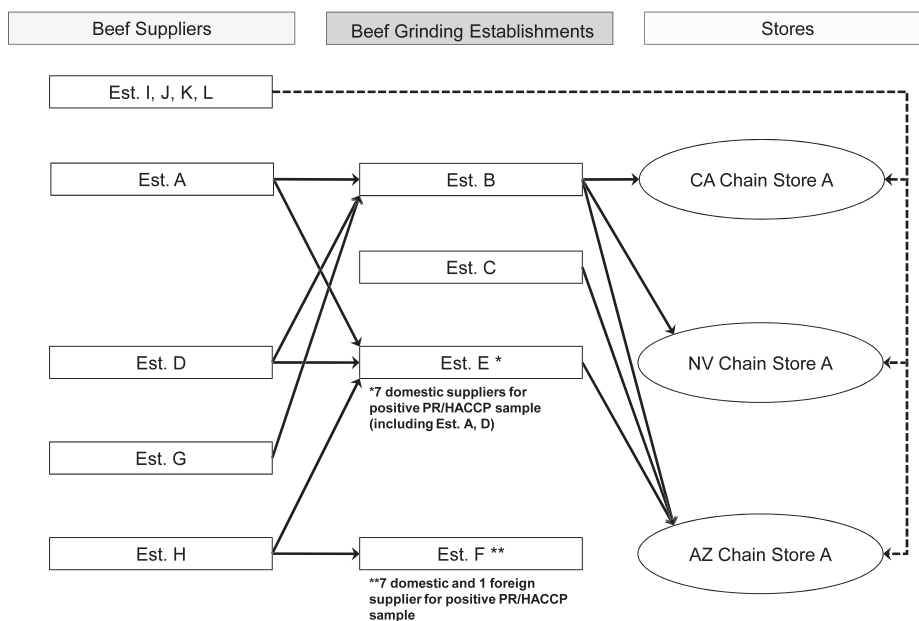 Beef Suppliers
Beef Grinding Establishments
Stores
Est. I, J, K, L
Est. A
Est. B
CA Chain Store A
Est. C
Est. D
Est. E *
NV Chain Store A
*7 domestic suppliers for
positive PR/HACCP sample
(including Est. A, D)
Est. G
Est. H
Est. F **
AZ Chain Store A
**7 domestic and 1 foreign
supplier for positive PR/HACCP
sample